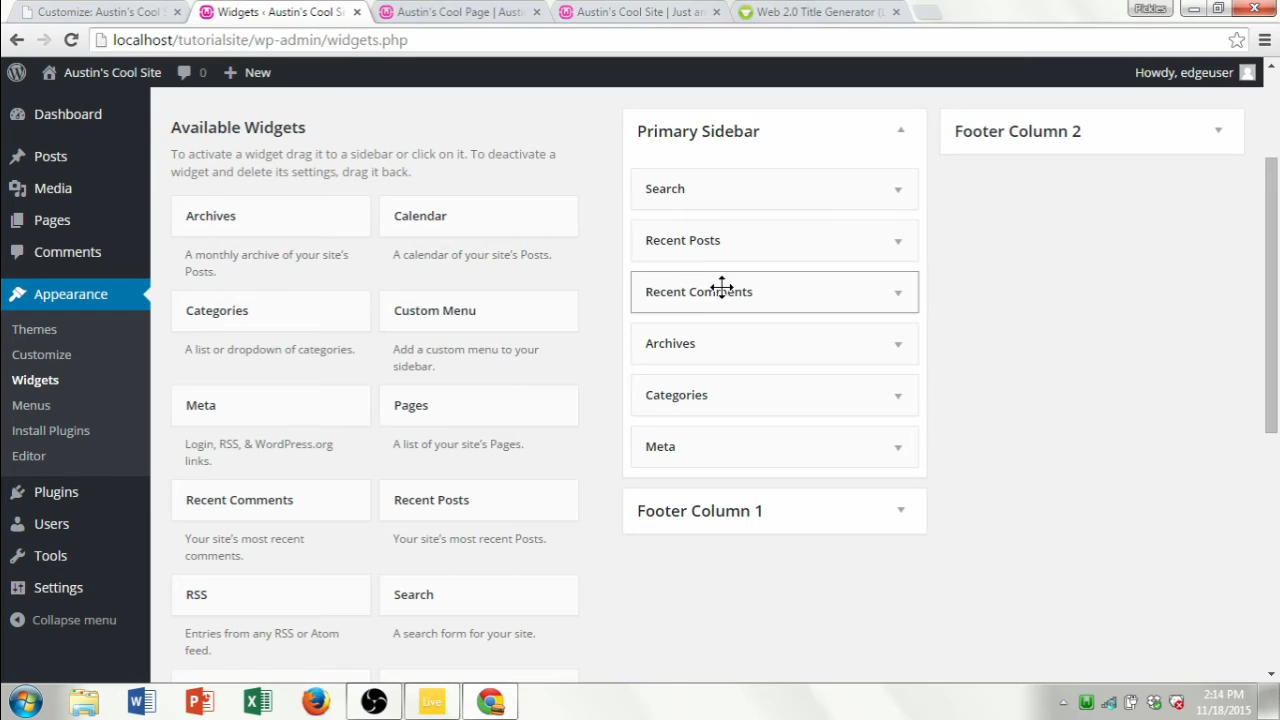 Customize: Austin's Cool S
Widgets ‹ Austin's Cool Si
Austin's Cool Page | Aust
Austin's Cool Site | Just an
Web 2.0 Title Generator (L
Pickles
localhost/tutorialsite/wp-admin/widgets.php
Austin's Cool Site
0
New
Howdy, edgeuser
Dashboard
Posts
Media
Pages
Comments
Appearance
Themes
Customize
Widgets
Menus
Install Plugins
Editor
Plugins
Users
Tools
Settings
Collapse menu
Available Widgets
To activate a widget drag it to a sidebar or click on it. To deactivate a
widget and delete its settings, drag it back.
Archives
A monthly archive of your site's
Posts.
Calendar
A calendar of your site's Posts.
Categories
A list or dropdown of categories.
Custom Menu
Add a custom menu to your
sidebar.
Meta
Login, RSS, & WordPress.org
links.
Pages
A list of your site's Pages.
Recent Comments
Your site's most recent
comments.
Recent Posts
Your site's most recent Posts.
RSS
Entries from any RSS or Atom
feed.
Search
A search form for your site.
Primary Sidebar
Search
Recent Posts
Recent Comments
Archives
Categories
Meta
Footer Column 1
Footer Column 2
Live
2:14 PM
11/18/2015